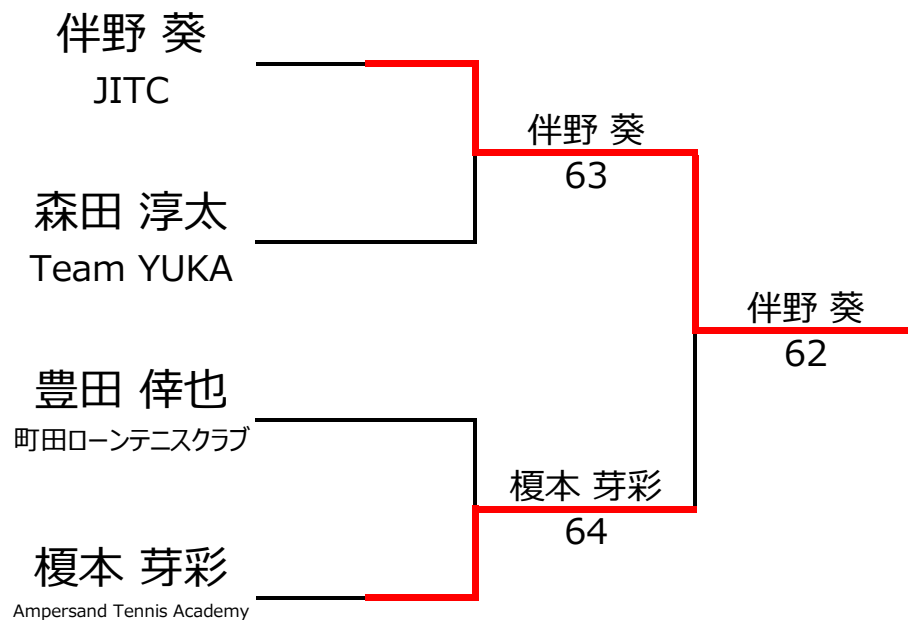 伴野 葵
JITC
伴野 葵
63
森田 淳太
Team YUKA
伴野 葵
62
豊田 倖也
町田ローンテニスクラブ
榎本 芽彩
64
榎本 芽彩
Ampersand Tennis Academy